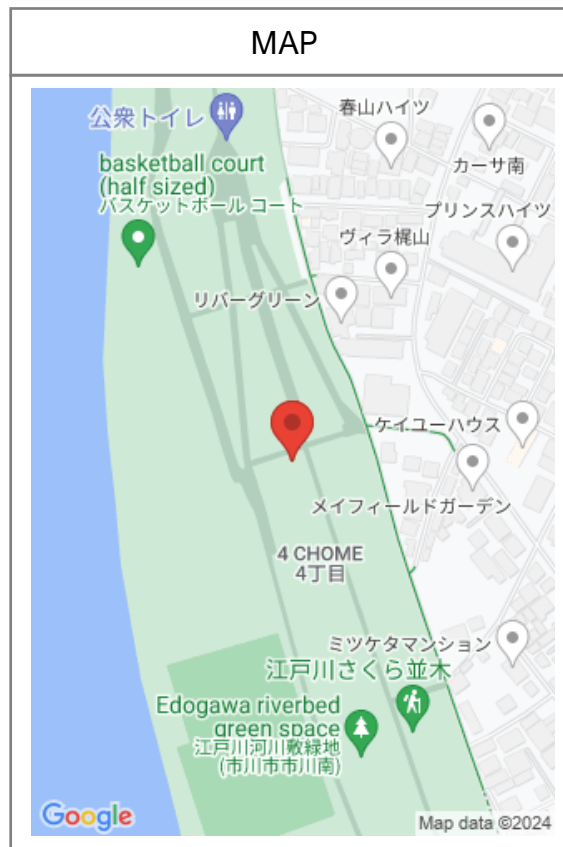 MAP
公衆トイレ
春山ハイツ
カーサ南
basketball court
(half sized)
バスケットボール コート
プリンスハイツ
ヴィラ梶山
リバーグリーン
ケイユーハウス
メイフィールドガーデン
4 CHOME
4丁目
ミツケタマンション
江戸川さくら並木
Edogawa riverbed
green space
江戸川河川敷緑地
(市川市市川南)
Google
Map data ©2024